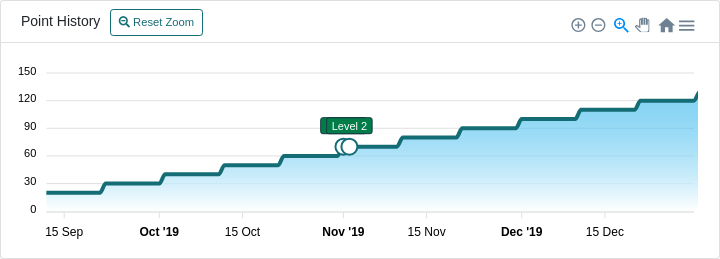 Point History
Reset Zoom
150
120
90
60
30
0
Level 2
15 Sep
Oct '19
15 Oct
Nov '19
15 Nov
Dec '19
15 Dec